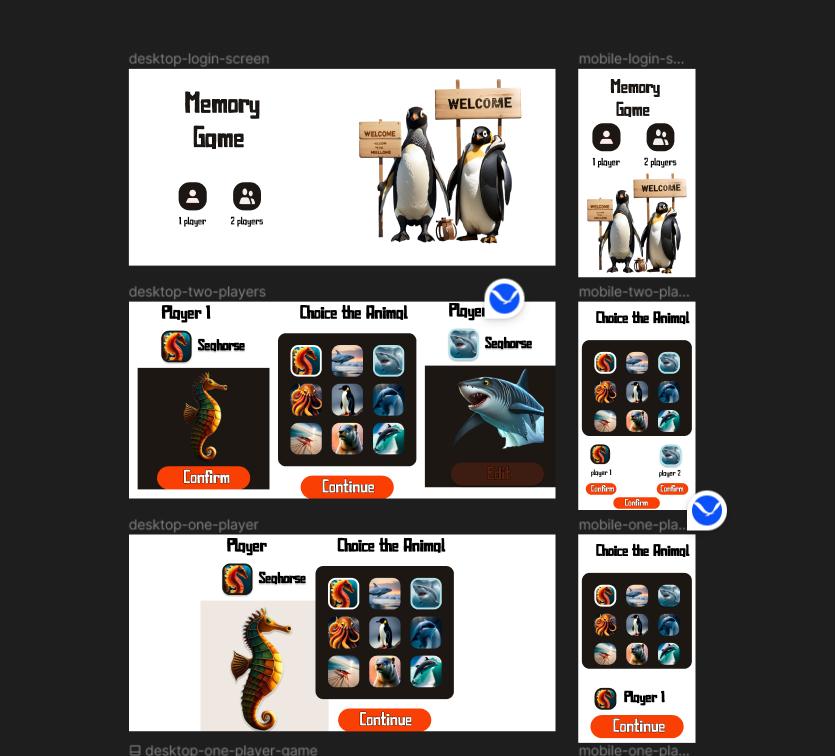 desktop-login-screen
Memory
Game
1 player
2 players
WELCOME
WELCOME
mobile-login-s...
Memory
Game
1 player
2 players
WELCOME
WELCOME
desktop-two-players
Player 1
Seahorse
Confirm
Choice the Animal
Continue
Player
Seahorse
Edit
mobile-two-pla...
Choice the Animal
player 1
player 2
Confirm
Confirm
Confirm
desktop-one-player
Player
Seahorse
Choice the Animal
Continue
mobile-one-pla...
Choice the Animal
Player 1
Continue
desktop-one-player-game
mobile-one-pla...